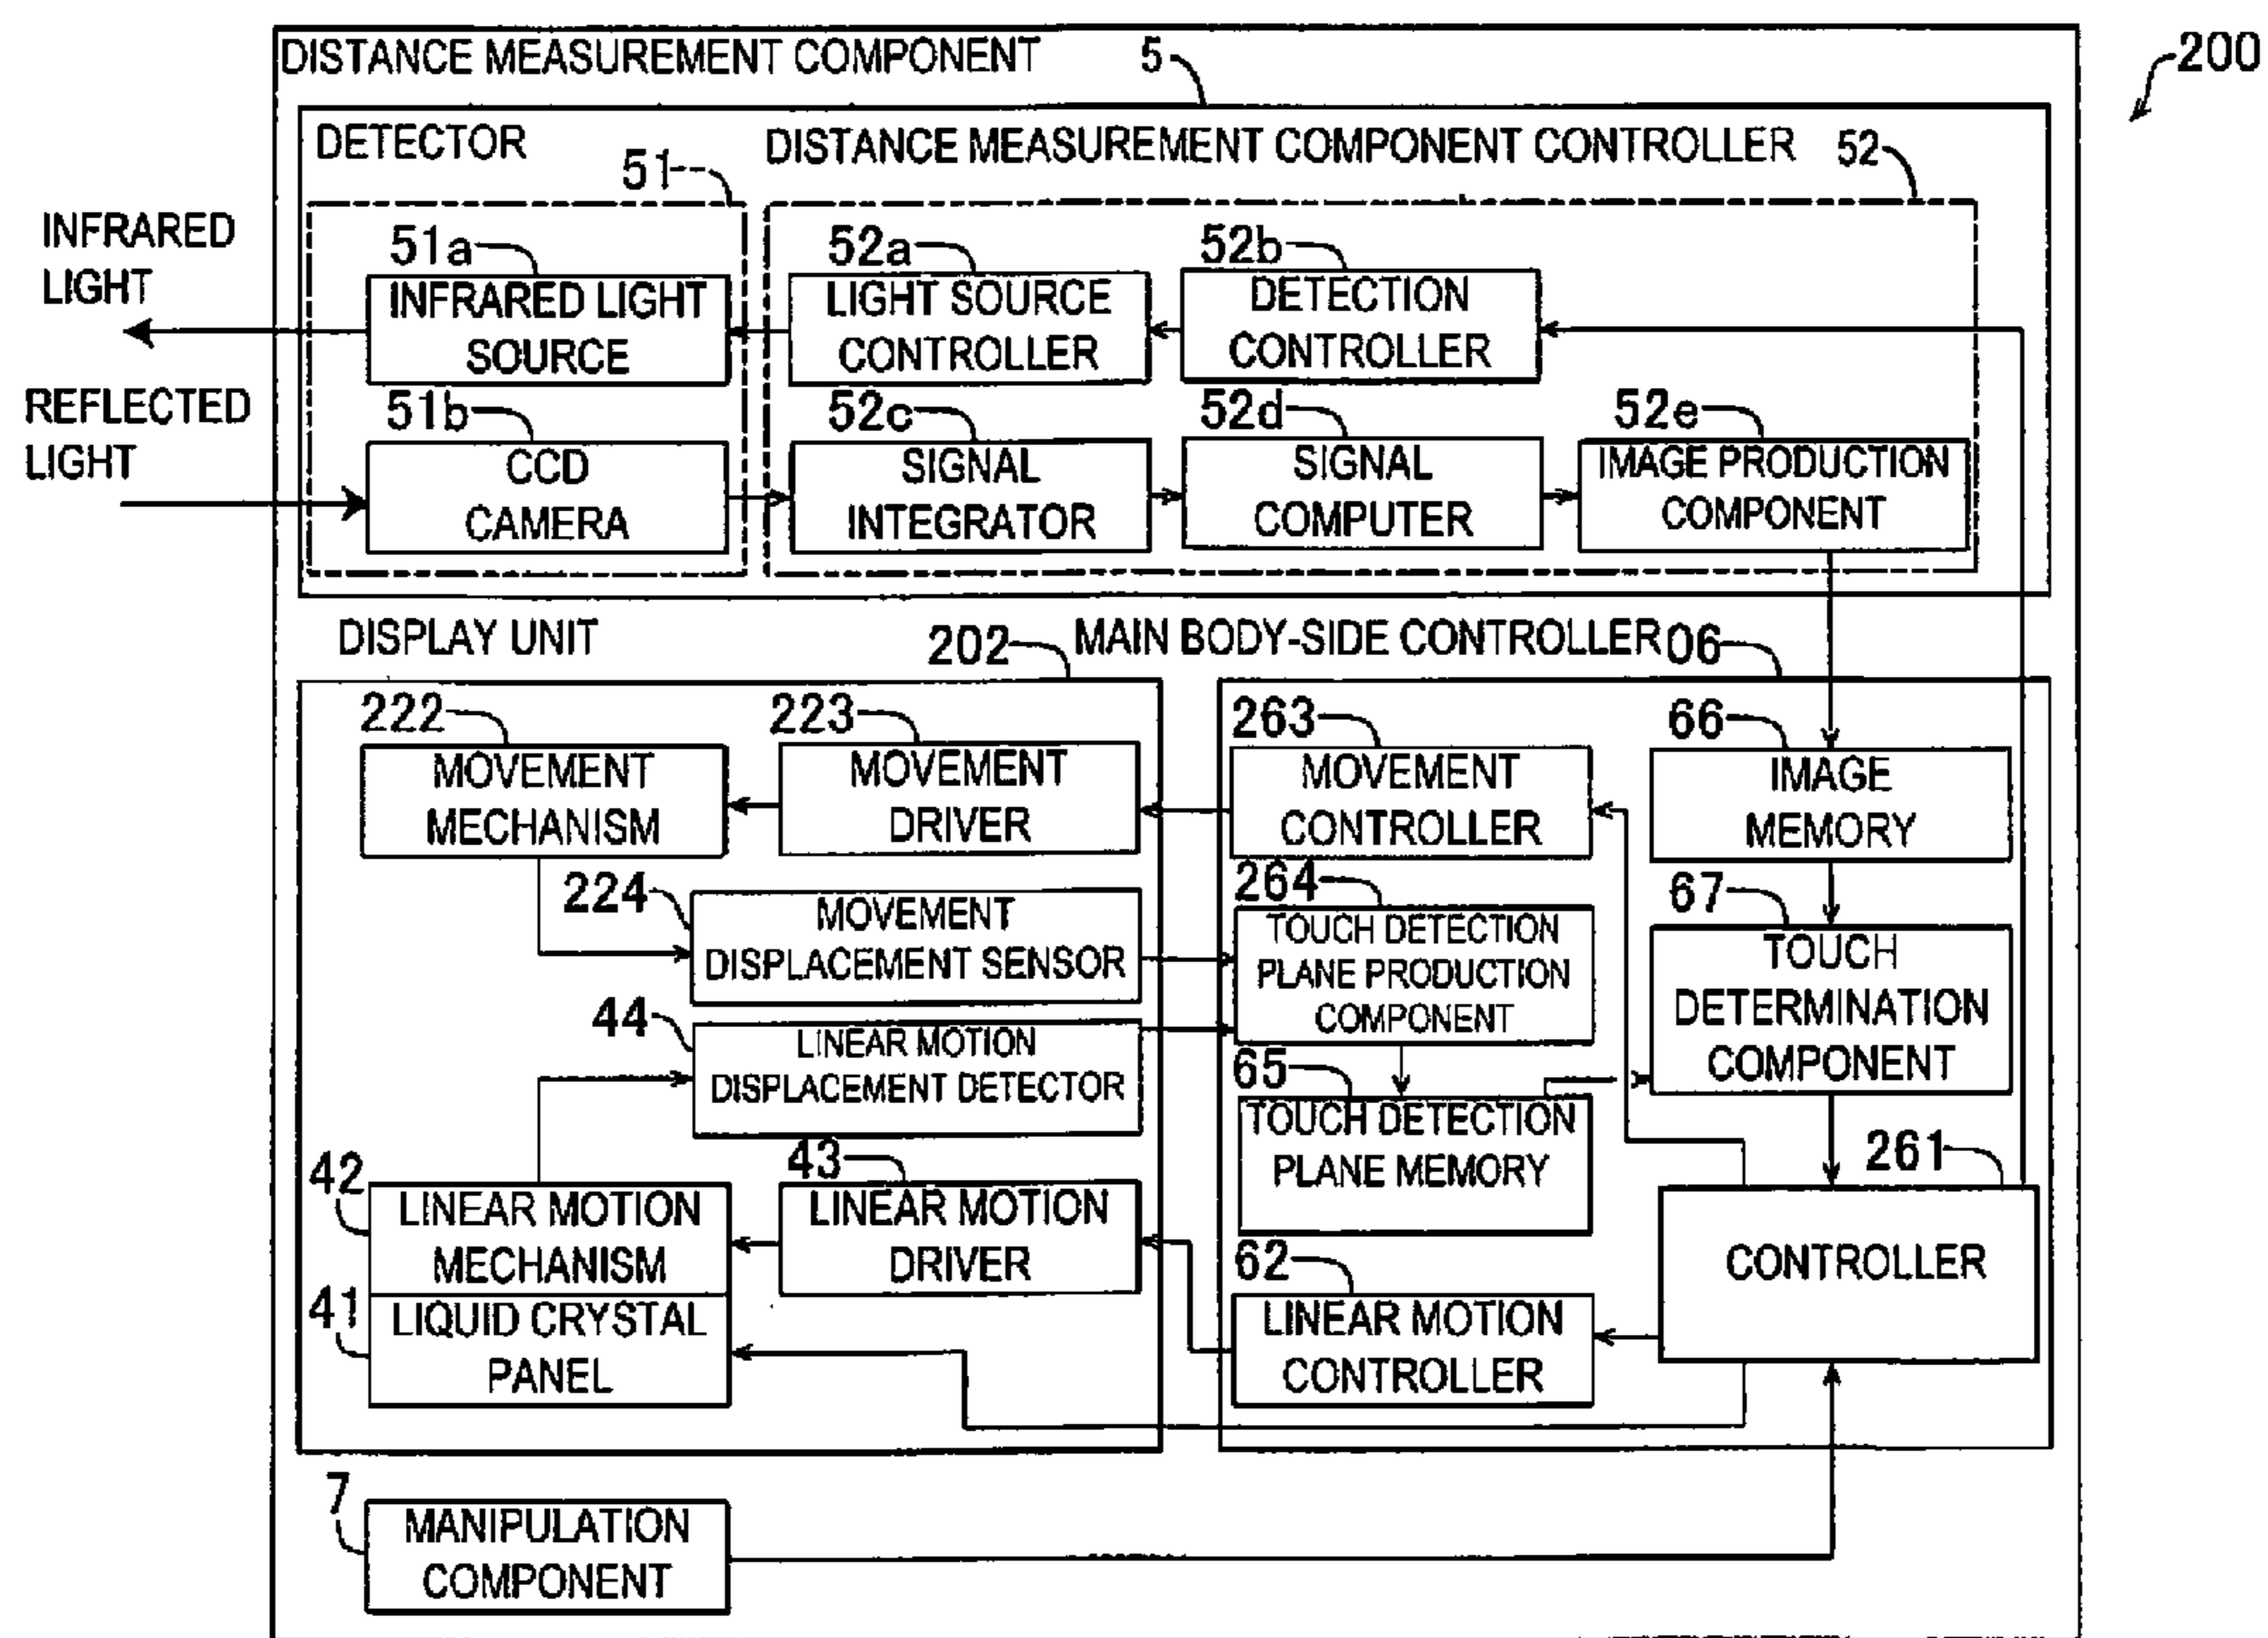 200
DISTANCE MEASUREMENT COMPONENT
5
DETECTOR
DISTANCE MEASUREMENT COMPONENT CONTROLLER
52
51
INFRARED
LIGHT
51a
INFRARED LIGHT
SOURCE
52a
LIGHT SOURCE
CONTROLLER
52b
DETECTION
CONTROLLER
REFLECTED
LIGHT
51b
CCD
CAMERA
52c
SIGNAL
INTEGRATOR
52d
SIGNAL
COMPUTER
52e
IMAGE PRODUCTION
COMPONENT
DISPLAY UNIT
202
MAIN BODY-SIDE CONTROLLER
06
222
MOVEMENT
MECHANISM
223
MOVEMENT
DRIVER
263
MOVEMENT
CONTROLLER
66
IMAGE
MEMORY
224
MOVEMENT
DISPLACEMENT SENSOR
264
TOUCH DETECTION
PLANE PRODUCTION
COMPONENT
67
TOUCH
DETERMINATION
COMPONENT
44
LINEAR MOTION
DISPLACEMENT DETECTOR
65
TOUCH DETECTION
PLANE MEMORY
42
LINEAR MOTION
MECHANISM
43
LINEAR MOTION
DRIVER
261
CONTROLLER
41
LIQUID CRYSTAL
PANEL
62
LINEAR MOTION
CONTROLLER
7
MANIPULATION
COMPONENT